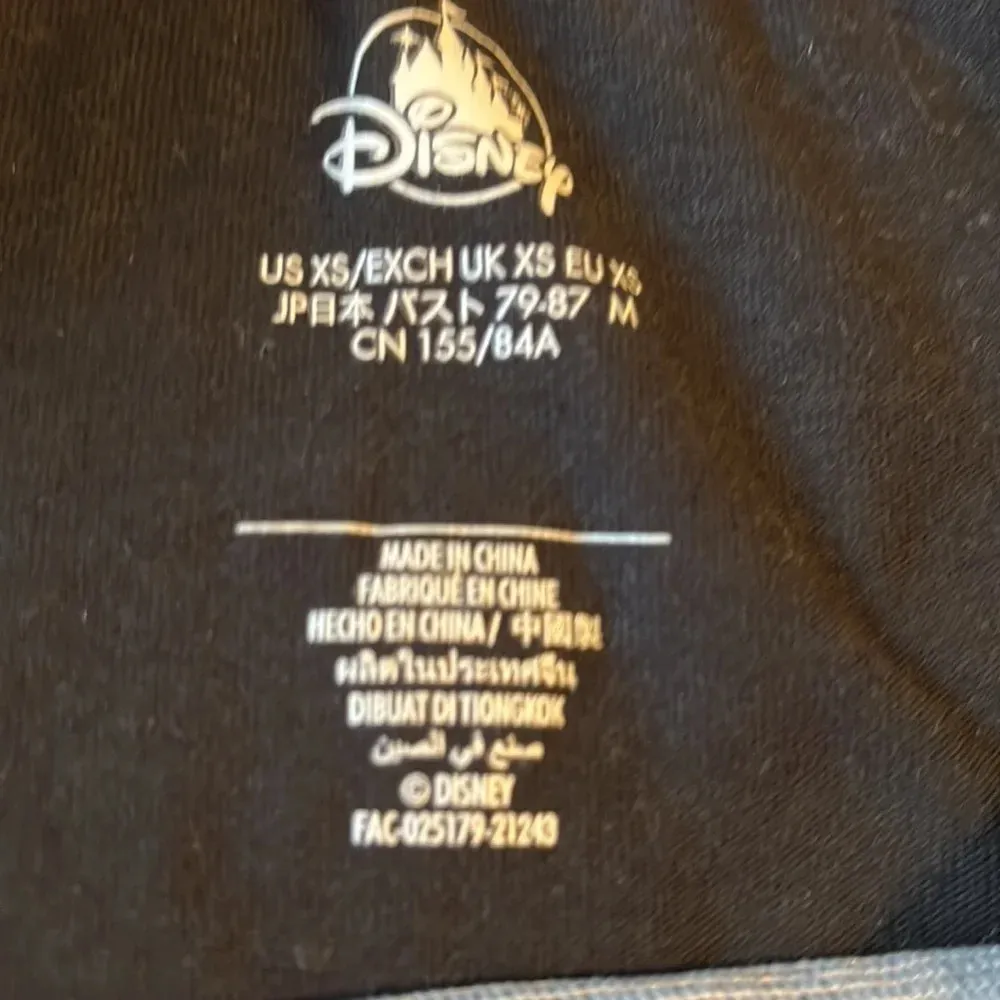 Disney
US XS/EXCH UK XS EU XS
JP日本 バスト 79-87 M
CN 155/84A
MADE IN CHINA
FABRIQUÉ EN CHINE
HECHO EN CHINA / 中國製
ผลิตในประเทศจีน
DIBUAT DI TIONGKOK
صنع في الصين
© DISNEY
FAC-025179-21243